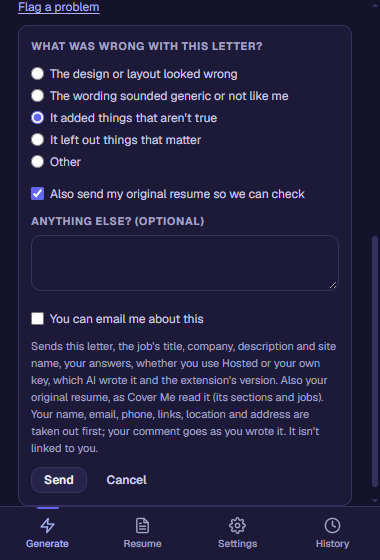 Flag a problem
WHAT WAS WRONG WITH THIS LETTER?
The design or layout looked wrong
The wording sounded generic or not like me
It added things that aren't true
It left out things that matter
Other
Also send my original resume so we can check
ANYTHING ELSE? (OPTIONAL)
You can email me about this
Sends this letter, the job's title, company, description and site
name, your answers, whether you use Hosted or your own
key, which AI wrote it and the extension's version. Also your
original resume, as Cover Me read it (its sections and jobs).
Your name, email, phone, links, location and address are
taken out first; your comment goes as you wrote it. It isn't
linked to you.
Send Cancel
Generate Resume Settings History